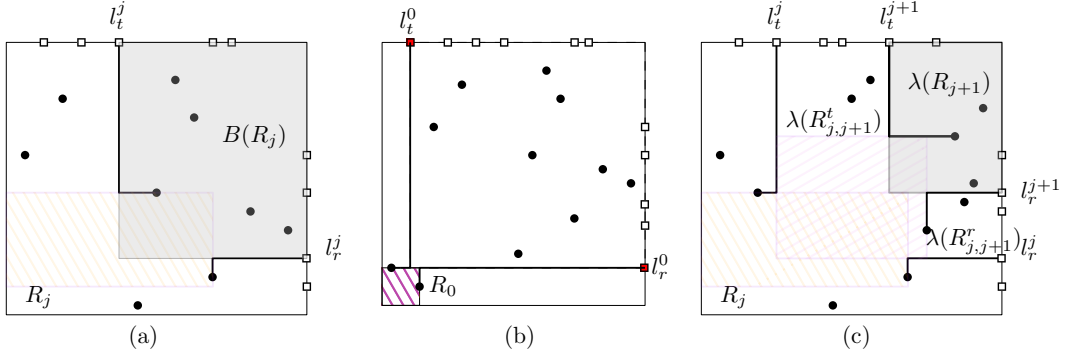 l_t^j
B(R_j)
l_r^j
R_j
(a)
l_t^0
R_0
l_r^0
(b)
l_t^j
l_t^{j+1}
λ(R_{j+1})
λ(R_{j,j+1}^t)
l_r^{j+1}
λ(R_{j,j+1}^r)
l_r^j
R_j
(c)